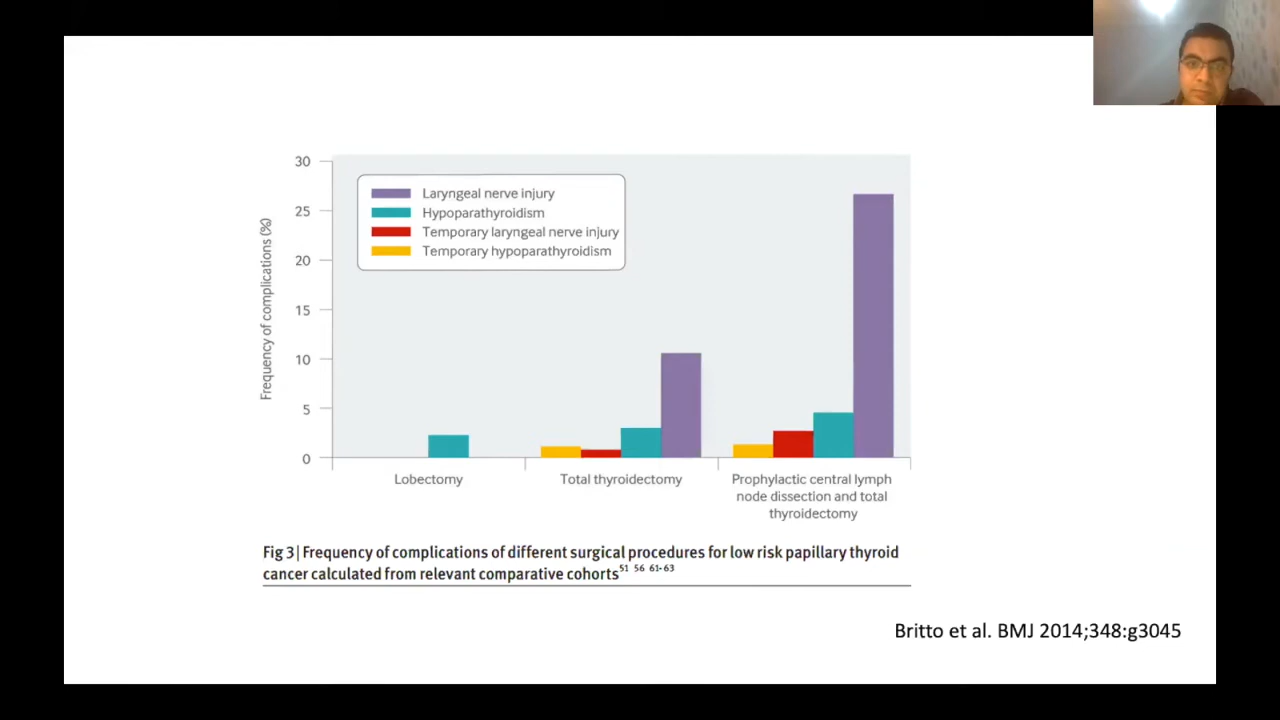 30
25
20
15
10
5
0
Frequency of complications (%)
Laryngeal nerve injury
Hypoparathyroidism
Temporary laryngeal nerve injury
Temporary hypoparathyroidism
Lobectomy
Total thyroidectomy
Prophylactic central lymph
node dissection and total
thyroidectomy
Fig 3| Frequency of complications of different surgical procedures for low risk papillary thyroid
cancer calculated from relevant comparative cohorts51 56 61-63
Britto et al. BMJ 2014;348:g3045